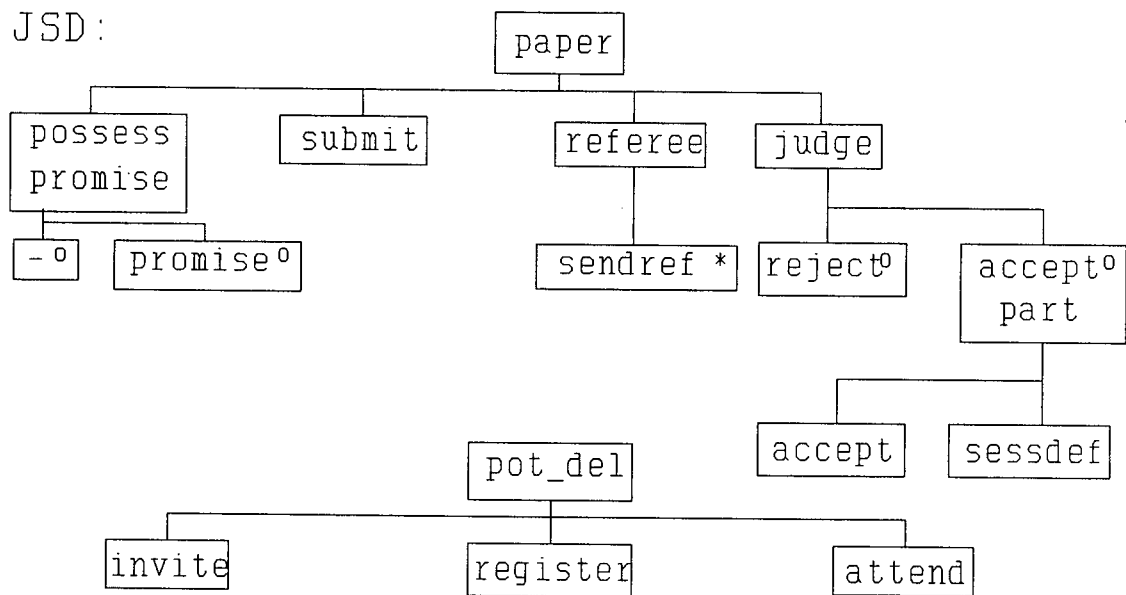 JSD:
paper
possess
promise
submit
referee
judge
- o
promise o
sendref *
reject o
accept o
part
accept
sessdef
pot_del
invite
register
attend